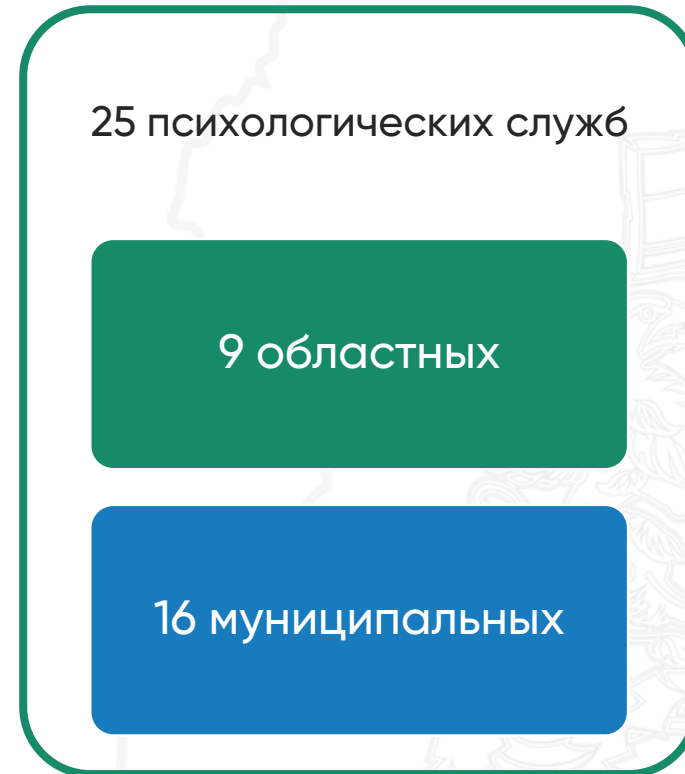 25 психологических служб
9 областных
16 муниципальных